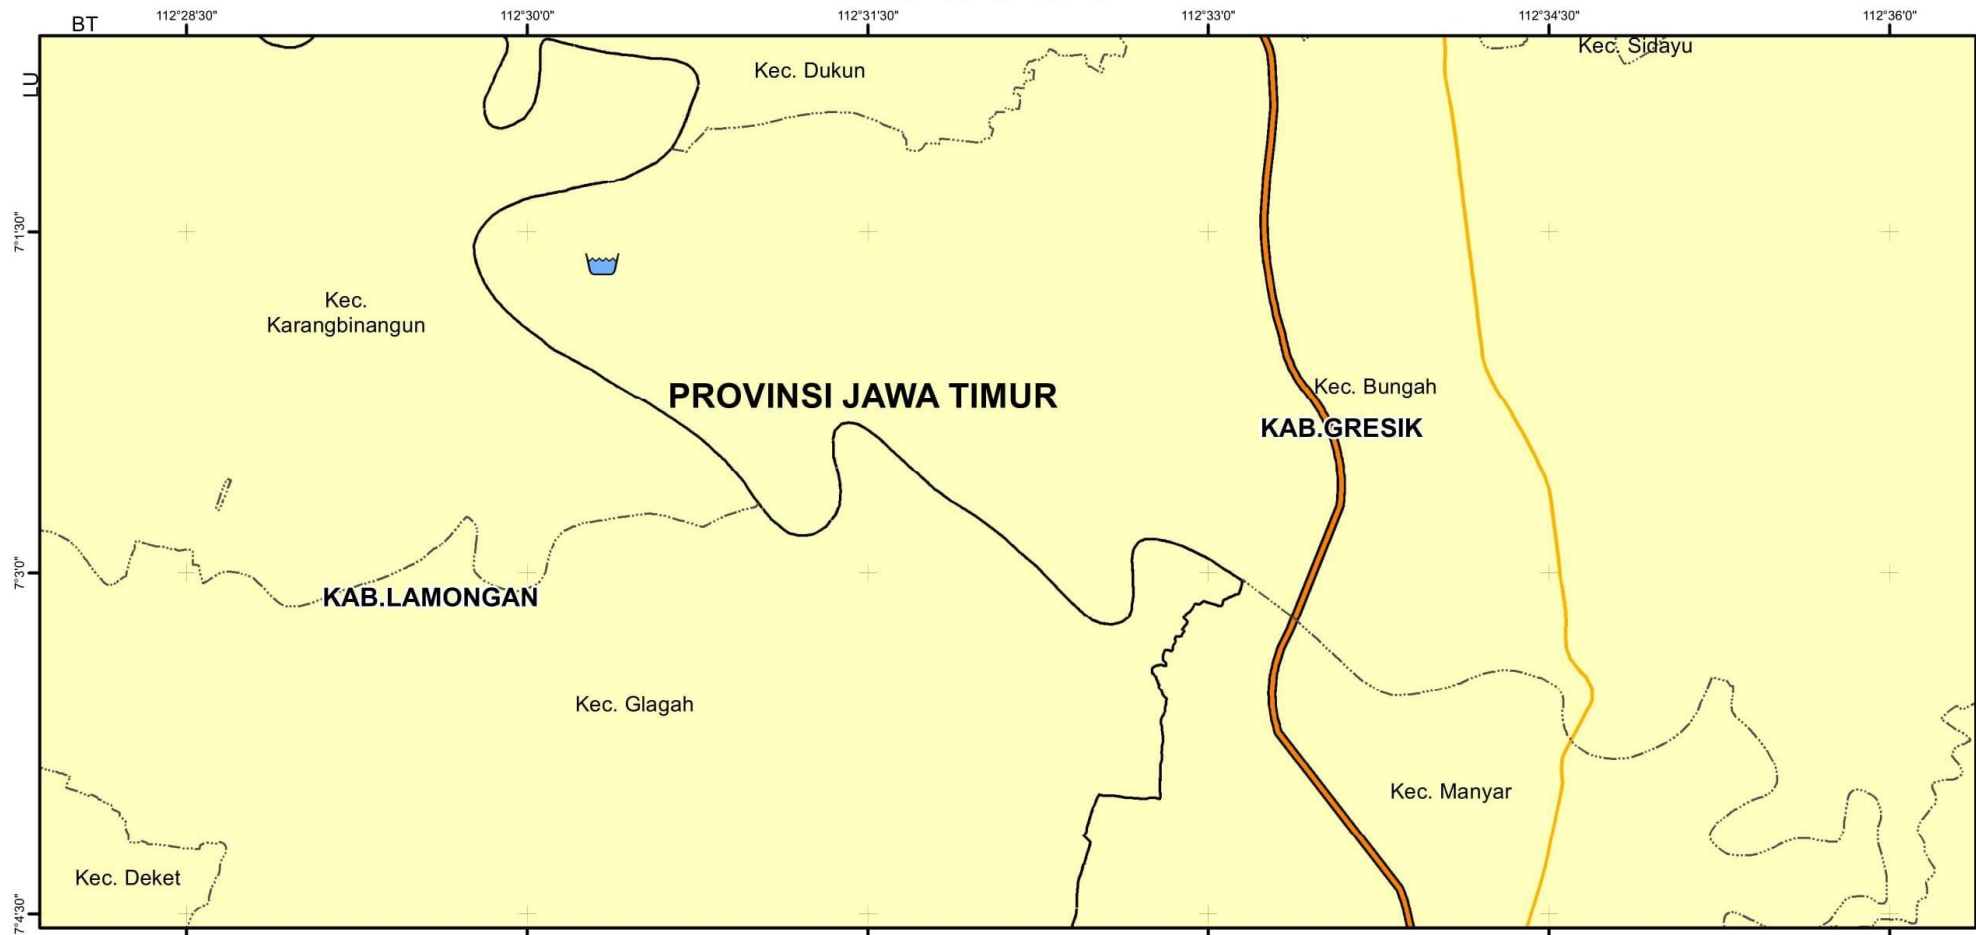 112°28'30"
112°30'0"
112°31'30"
112°33'0"
112°34'30"
112°36'0"
BT
LU
Kec. Sidayu
Kec. Dukun
7°1'30"
Kec.
Karangbinangun
PROVINSI JAWA TIMUR
Kec. Bungah
KAB.GRESIK
7°3'0"
KAB.LAMONGAN
Kec. Glagah
Kec. Manyar
Kec. Deket
7°4'30"